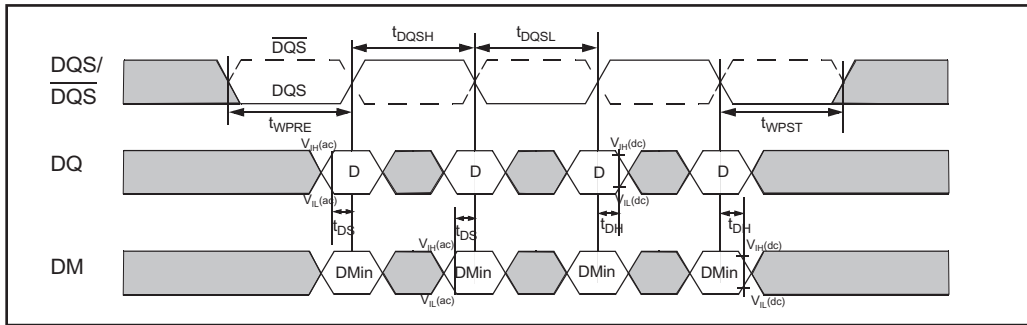 tDQSH tDQSL
DQS
DQS/
DQS
DQS
tWPRE tWPST
VIH(ac) VIH(dc)
DQ D D D D
VIL(ac) VIL(dc)
tDS tDS tDH tDH
VIH(ac) VIH(dc)
DM DMin DMin DMin DMin
VIL(ac) VIL(dc)